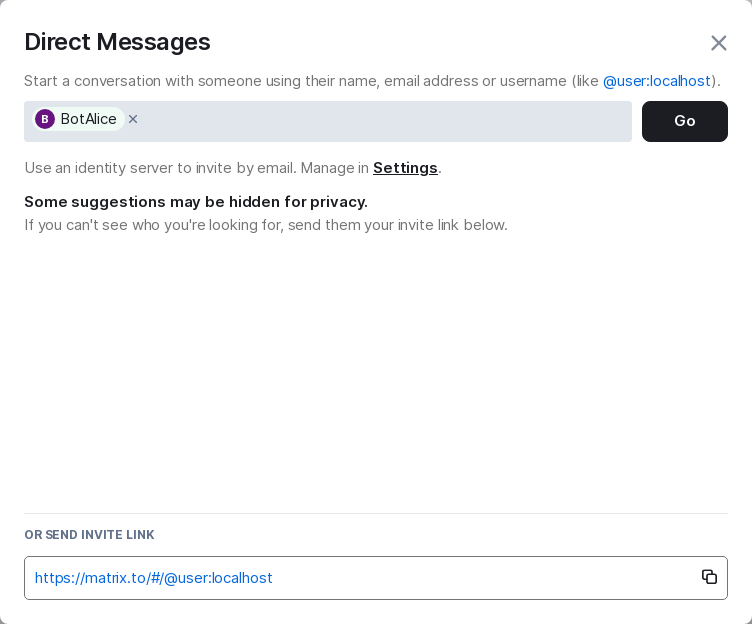 Direct Messages
Start a conversation with someone using their name, email address or username (like @user:localhost).
B BotAlice
Go
Use an identity server to invite by email. Manage in Settings.
Some suggestions may be hidden for privacy.
If you can't see who you're looking for, send them your invite link below.
OR SEND INVITE LINK
https://matrix.to/#/@user:localhost